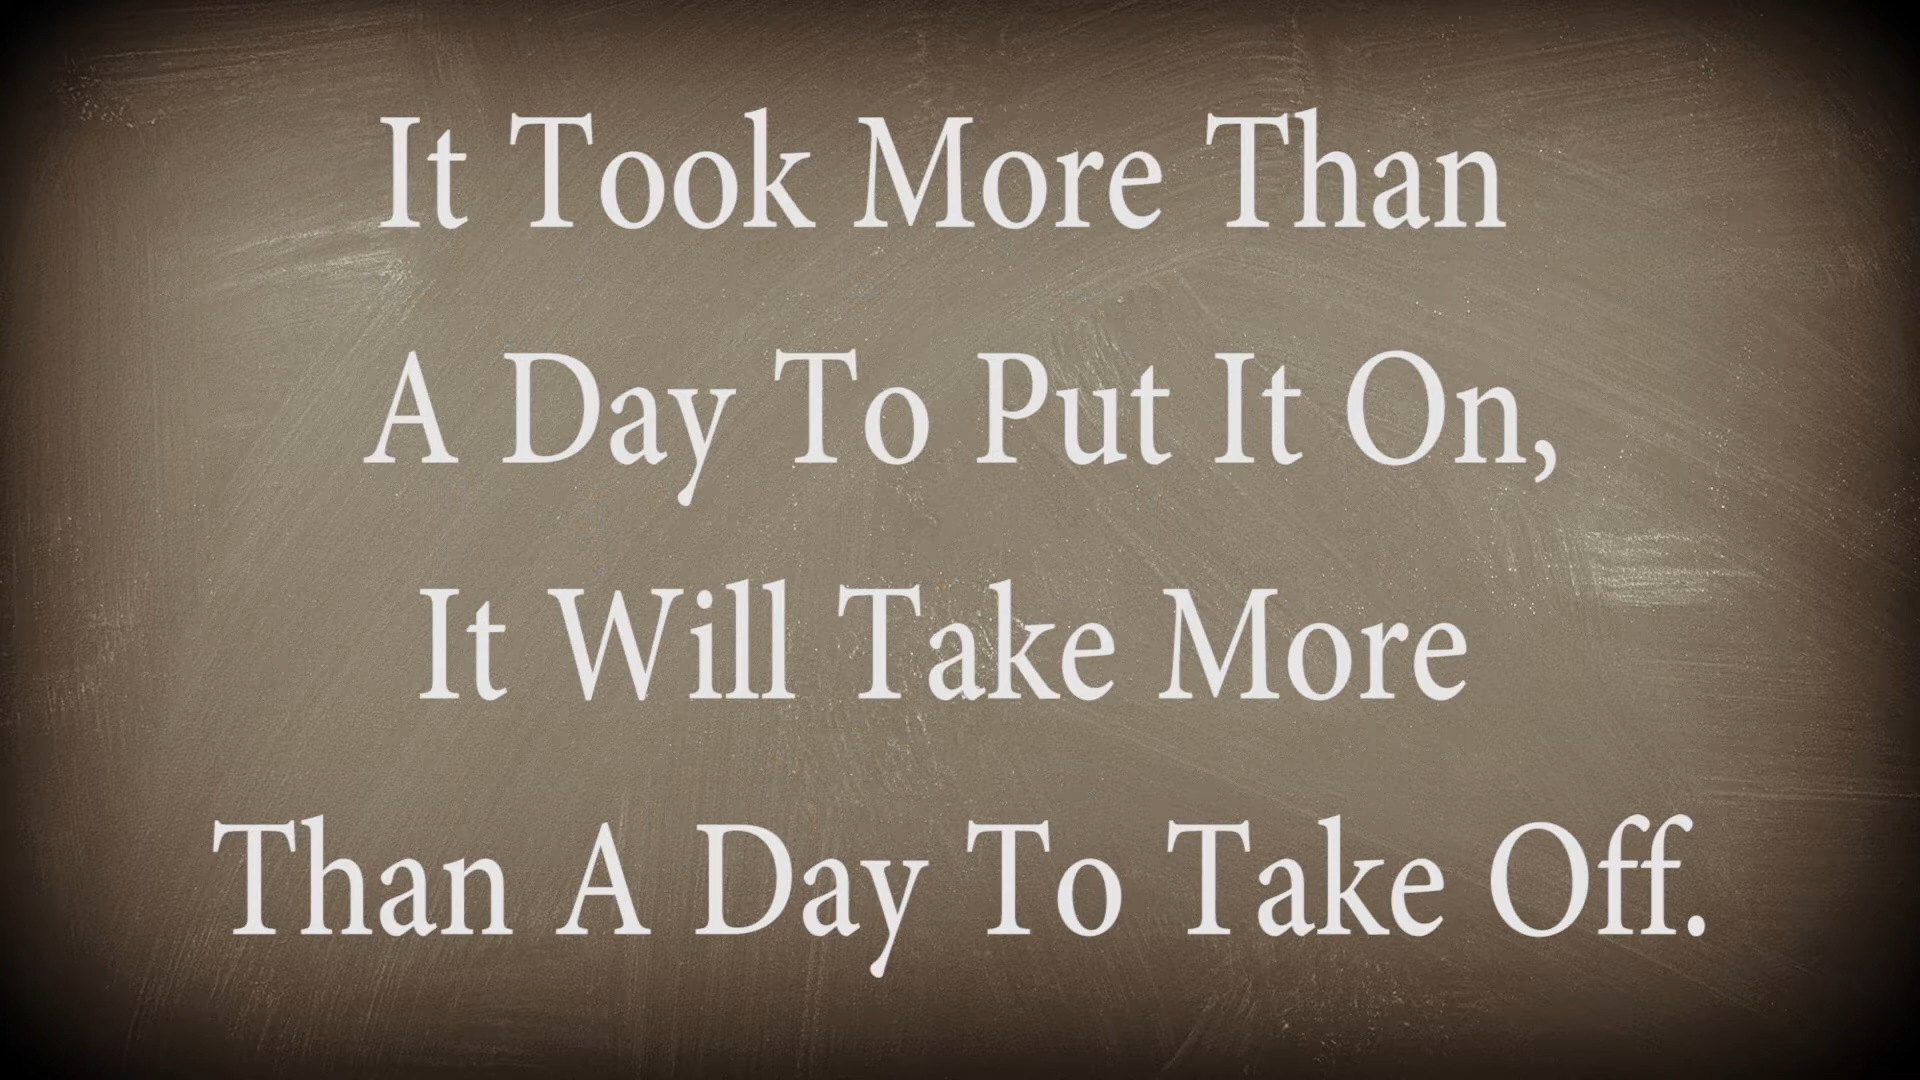 It Took More Than
A Day To Put It On,
It Will Take More
Than A Day To Take Off.